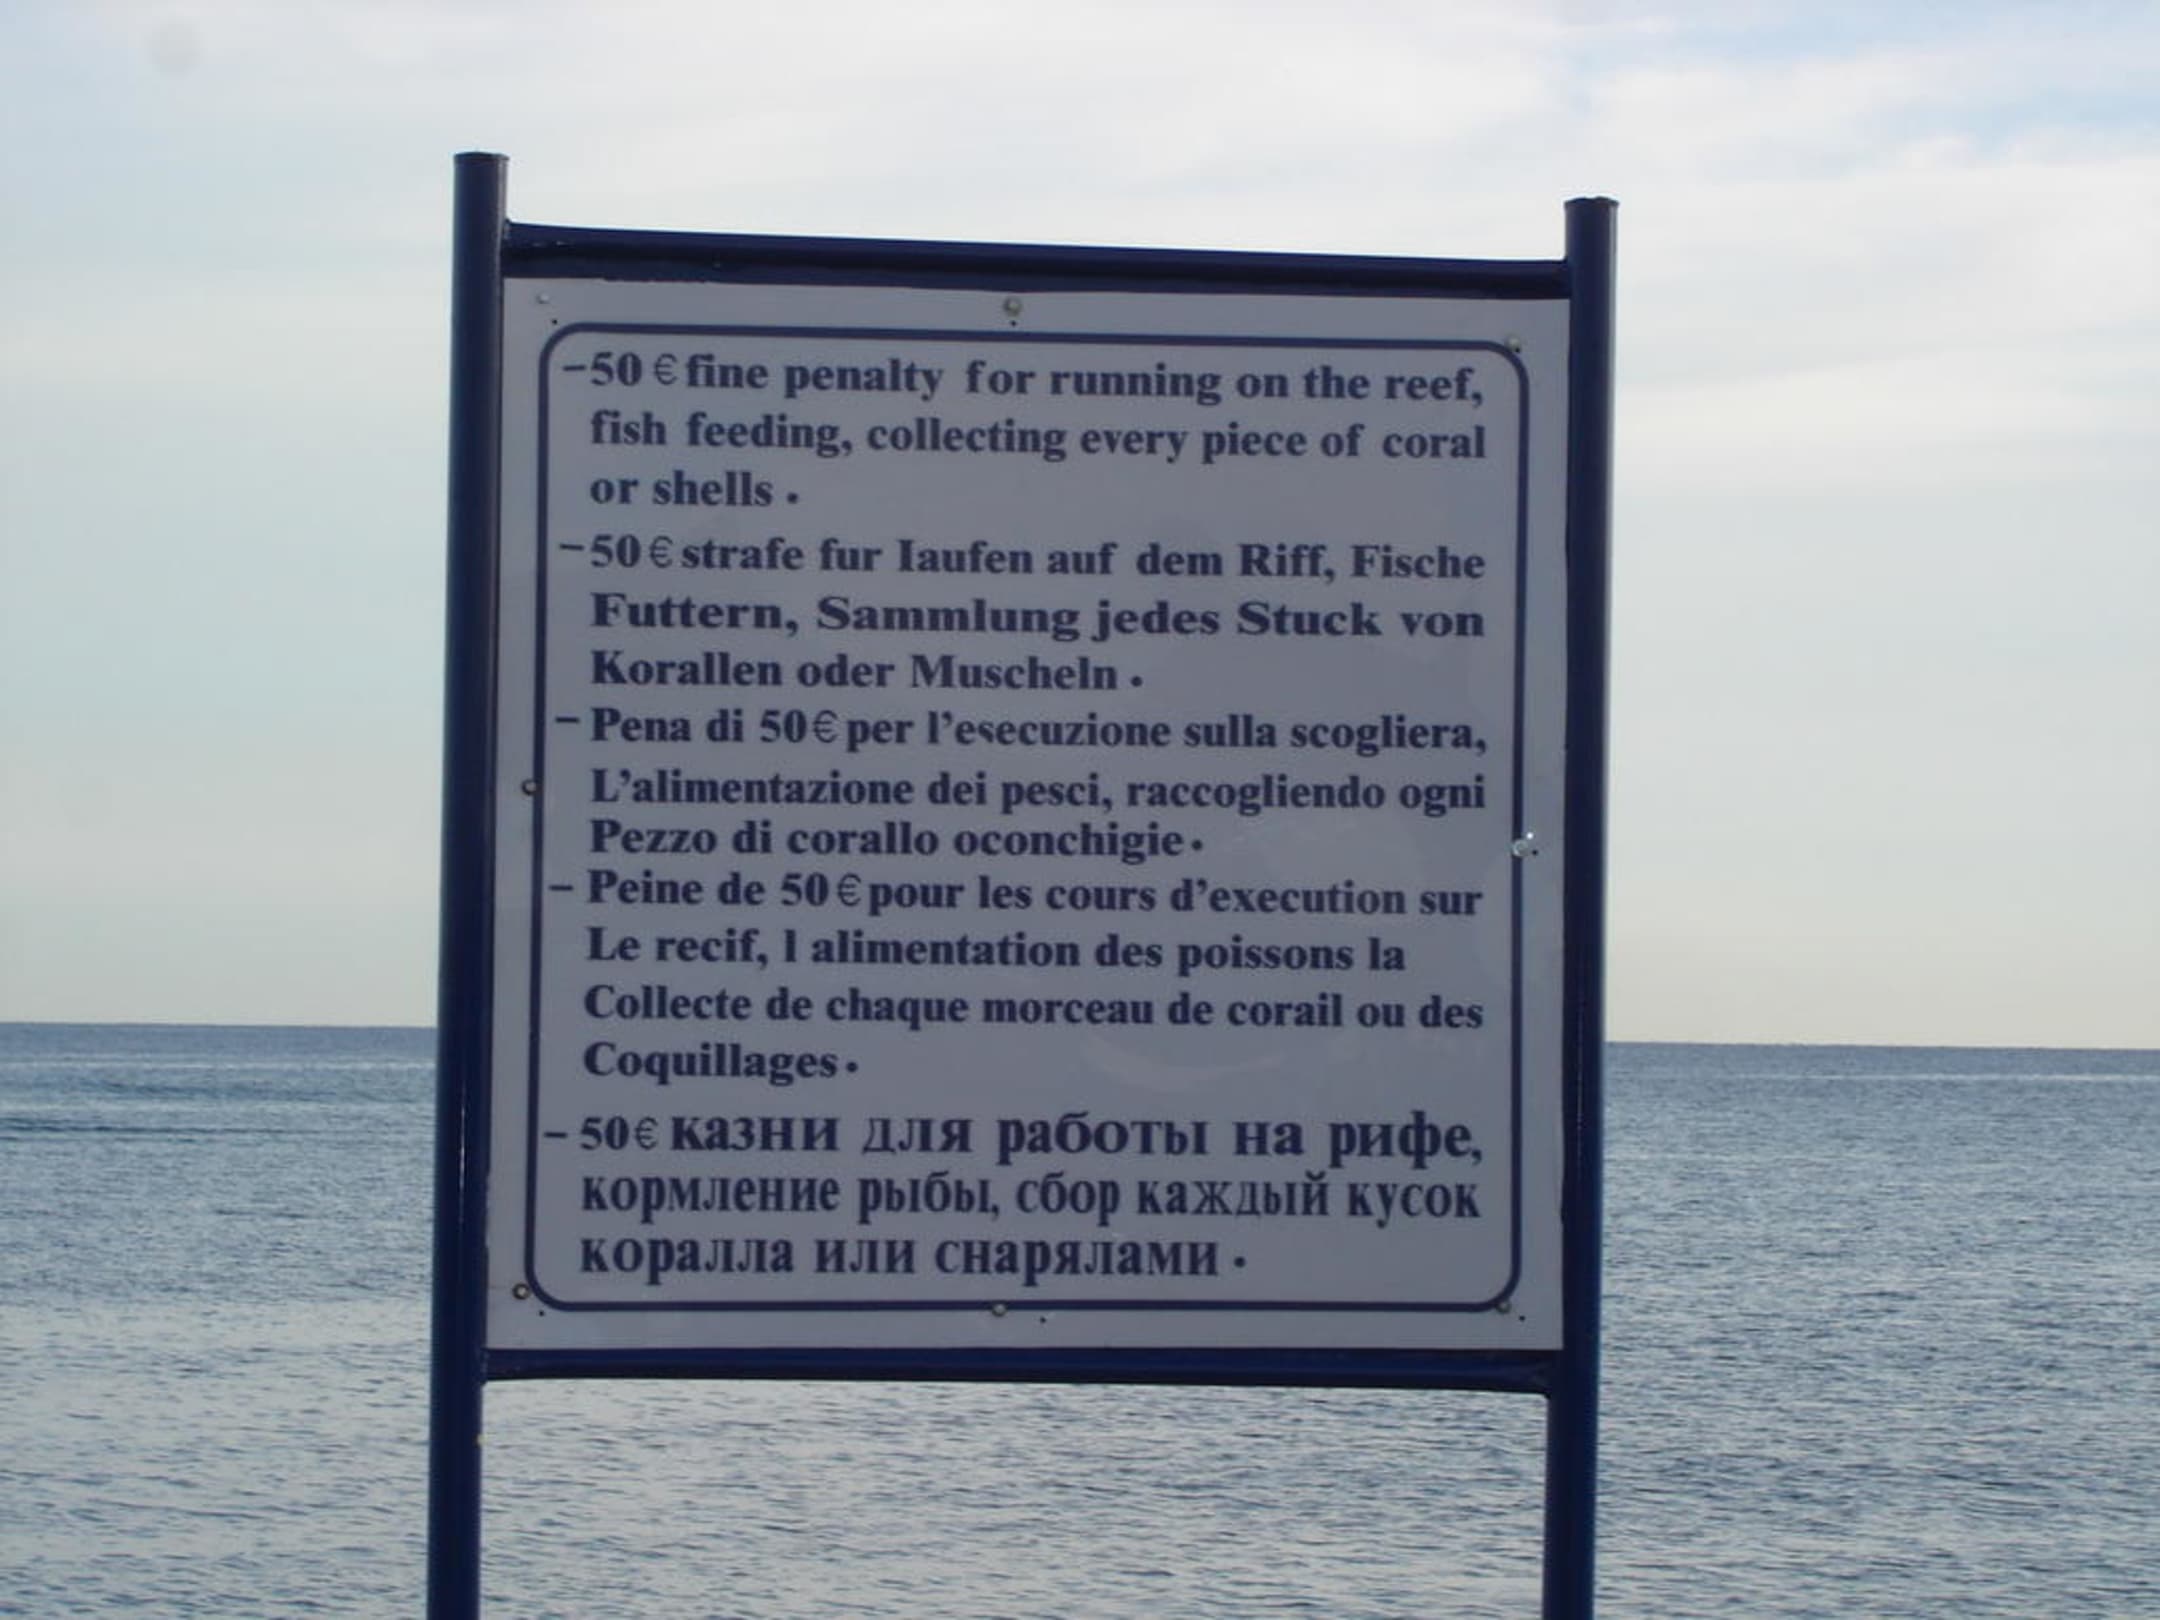 –50 € fine penalty for running on the reef,
fish feeding, collecting every piece of coral
or shells .
–50 € strafe fur Iaufen auf dem Riff, Fische
Futtern, Sammlung jedes Stuck von
Korallen oder Muscheln .
– Pena di 50 € per l'esecuzione sulla scogliera,
L'alimentazione dei pesci, raccogliendo ogni
Pezzo di corallo oconchigie .
– Peine de 50 € pour les cours d'execution sur
Le recif, l alimentation des poissons la
Collecte de chaque morceau de corail ou des
Coquillages .
– 50€ казни для работы на рифе,
кормление рыбы, сбор каждый кусок
коралла или снарялами .